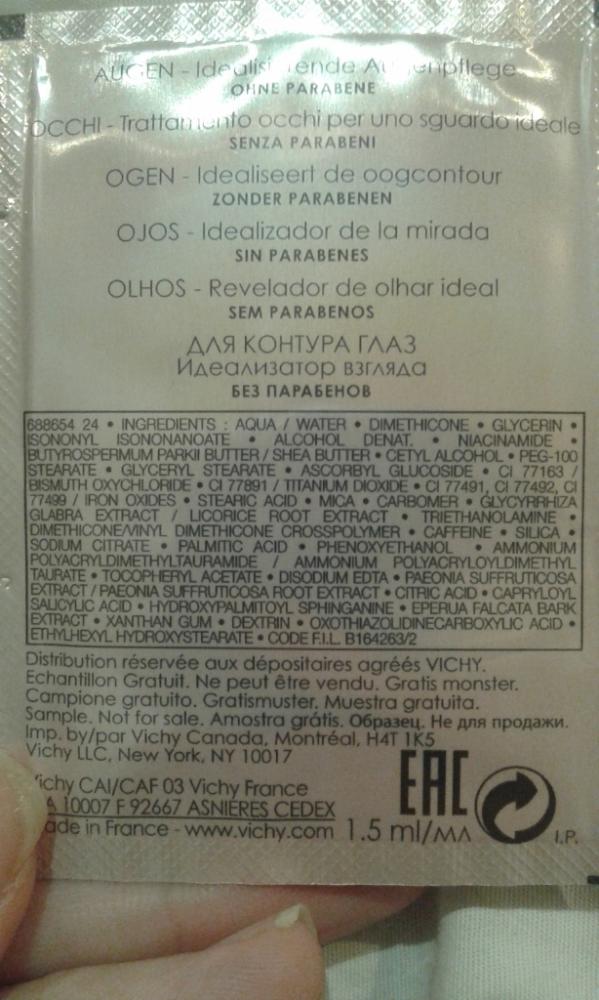 AUGEN - Idealisierende Augenpflege
OHNE PARABENE
OCCHI - Trattamento occhi per uno sguardo ideale
SENZA PARABENI
OGEN - Idealiseert de oogcontour
ZONDER PARABENEN
OJOS - Idealizador de la mirada
SIN PARABENES
OLHOS - Revelador de olhar ideal
SEM PARABENOS
ДЛЯ КОНТУРА ГЛАЗ
Идеализатор взгляда
БЕЗ ПАРАБЕНОВ
688654 24 • INGREDIENTS : AQUA / WATER • DIMETHICONE • GLYCERIN •
ISONONYL ISONONANOATE • ALCOHOL DENAT. • NIACINAMIDE •
BUTYROSPERMUM PARKII BUTTER / SHEA BUTTER • CETYL ALCOHOL • PEG-100
STEARATE • GLYCERYL STEARATE • ASCORBYL GLUCOSIDE • CI 77163 /
BISMUTH OXYCHLORIDE • CI 77891 / TITANIUM DIOXIDE • CI 77491, CI 77492, CI
77499 / IRON OXIDES • STEARIC ACID • MICA • CARBOMER • GLYCYRRHIZA
GLABRA EXTRACT / LICORICE ROOT EXTRACT • TRIETHANOLAMINE •
DIMETHICONE/VINYL DIMETHICONE CROSSPOLYMER • CAFFEINE • SILICA •
SODIUM CITRATE • PALMITIC ACID • PHENOXYETHANOL • AMMONIUM
POLYACRYLDIMETHYLTAURAMIDE / AMMONIUM POLYACRYLOYLDIMETHYL
TAURATE • TOCOPHERYL ACETATE • DISODIUM EDTA • PAEONIA SUFFRUTICOSA
EXTRACT / PAEONIA SUFFRUTICOSA ROOT EXTRACT • CITRIC ACID • CAPRYLOYL
SALICYLIC ACID • HYDROXYPALMITOYL SPHINGANINE • EPERUA FALCATA BARK
EXTRACT • XANTHAN GUM • DEXTRIN • OXOTHIAZOLIDINECARBOXYLIC ACID •
ETHYLHEXYL HYDROXYSTEARATE • CODE F.I.L. B164263/2
Distribution réservée aux dépositaires agréés VICHY.
Echantillon Gratuit. Ne peut être vendu. Gratis monster.
Campione gratuito. Gratismuster. Muestra gratuita.
Sample. Not for sale. Amostra grátis. Образец. Не для продажи.
Imp. by/par Vichy Canada, Montréal, H4T 1K5
Vichy LLC, New York, NY 10017
Vichy CAI/CAF 03 Vichy France
10007 F 92667 ASNIERES CEDEX
Made in France - www.vichy.com 1.5 ml/мл
EAC
I.P.